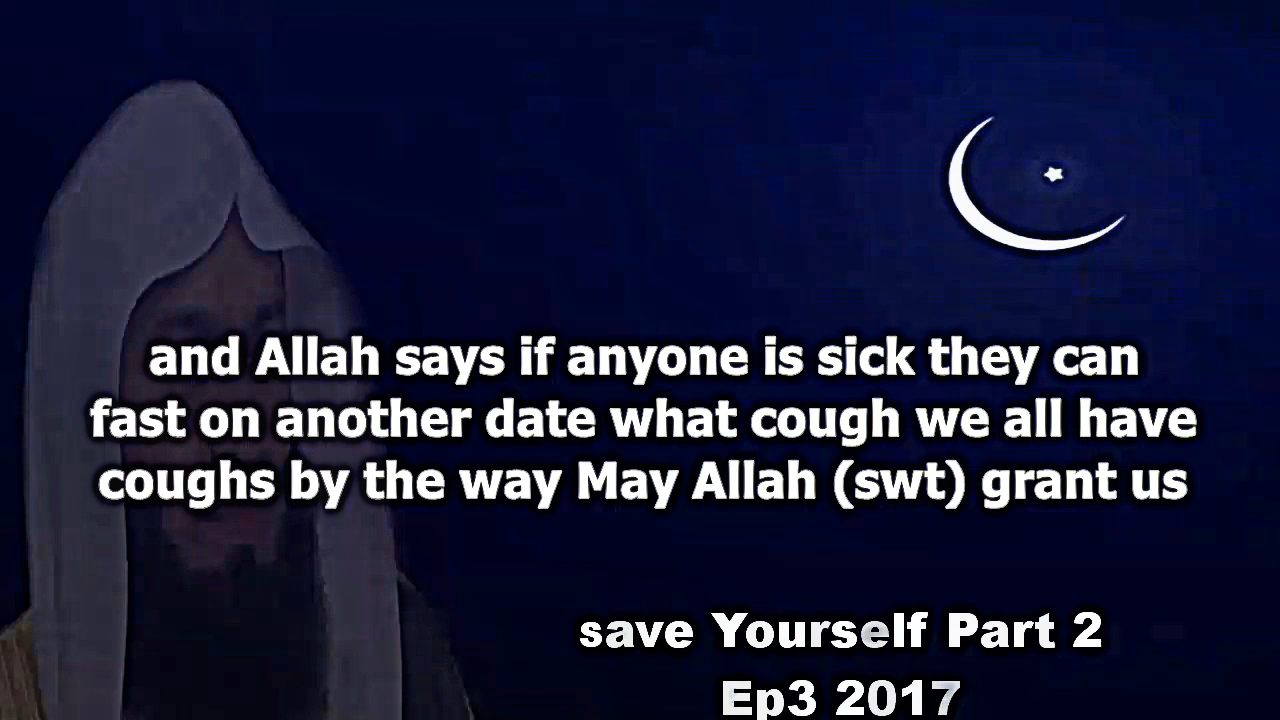 and Allah says if anyone is sick they can
fast on another date what cough we all have
coughs by the way May Allah (swt) grant us
save Yourself Part 2
Ep3 2017